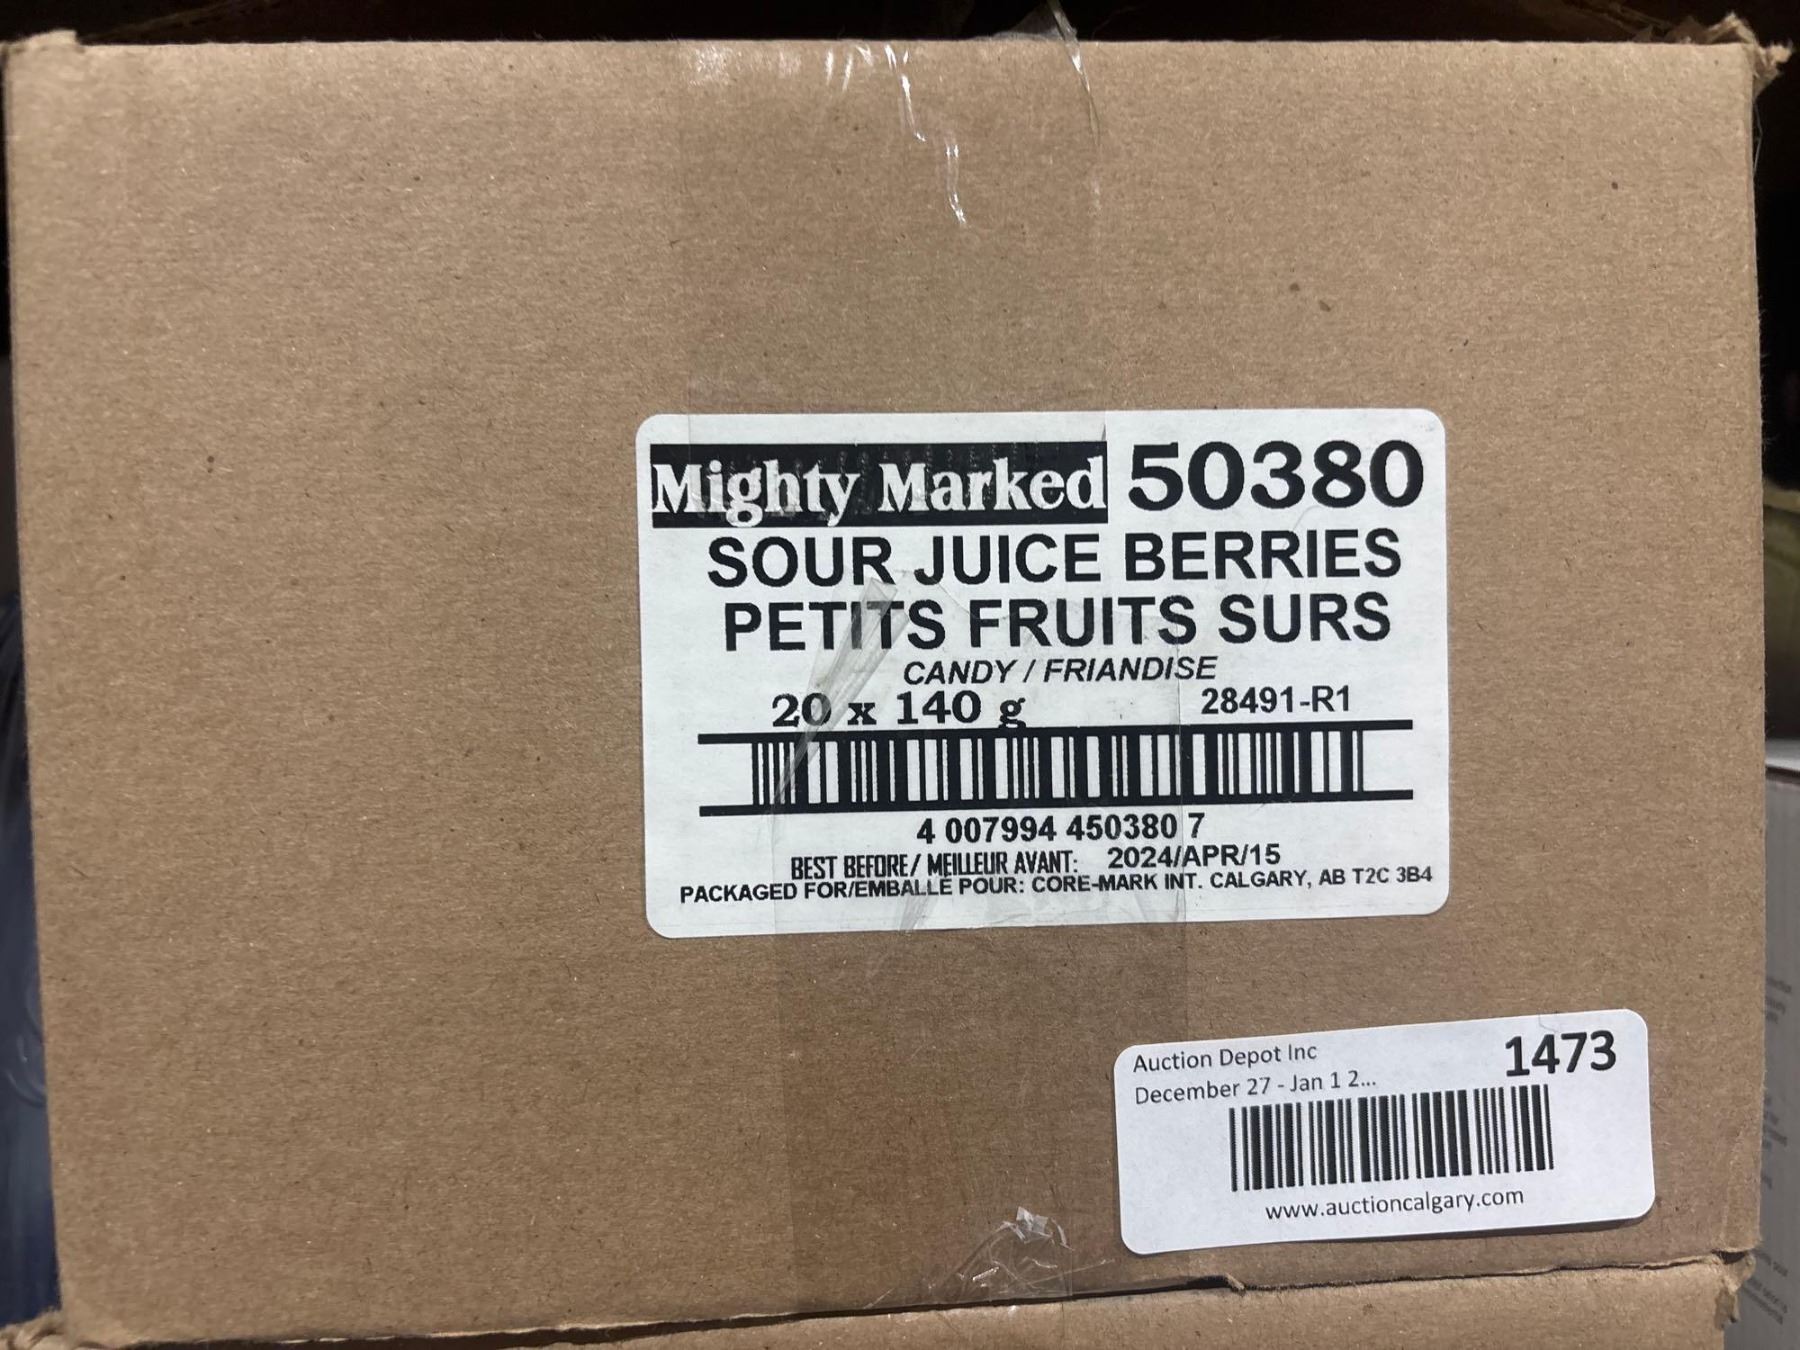 Mighty Marked 50380
SOUR JUICE BERRIES
PETITS FRUITS SURS
CANDY / FRIANDISE
20 x 140 g 28491-R1
4 007994 450380 7
BEST BEFORE/ MEILLEUR AVANT: 2024/APR/15
PACKAGED FOR/EMBALLÉ POUR: CORE-MARK INT. CALGARY, AB T2C 3B4
Auction Depot Inc 1473
December 27 - Jan 1 2...
www.auctioncalgary.com